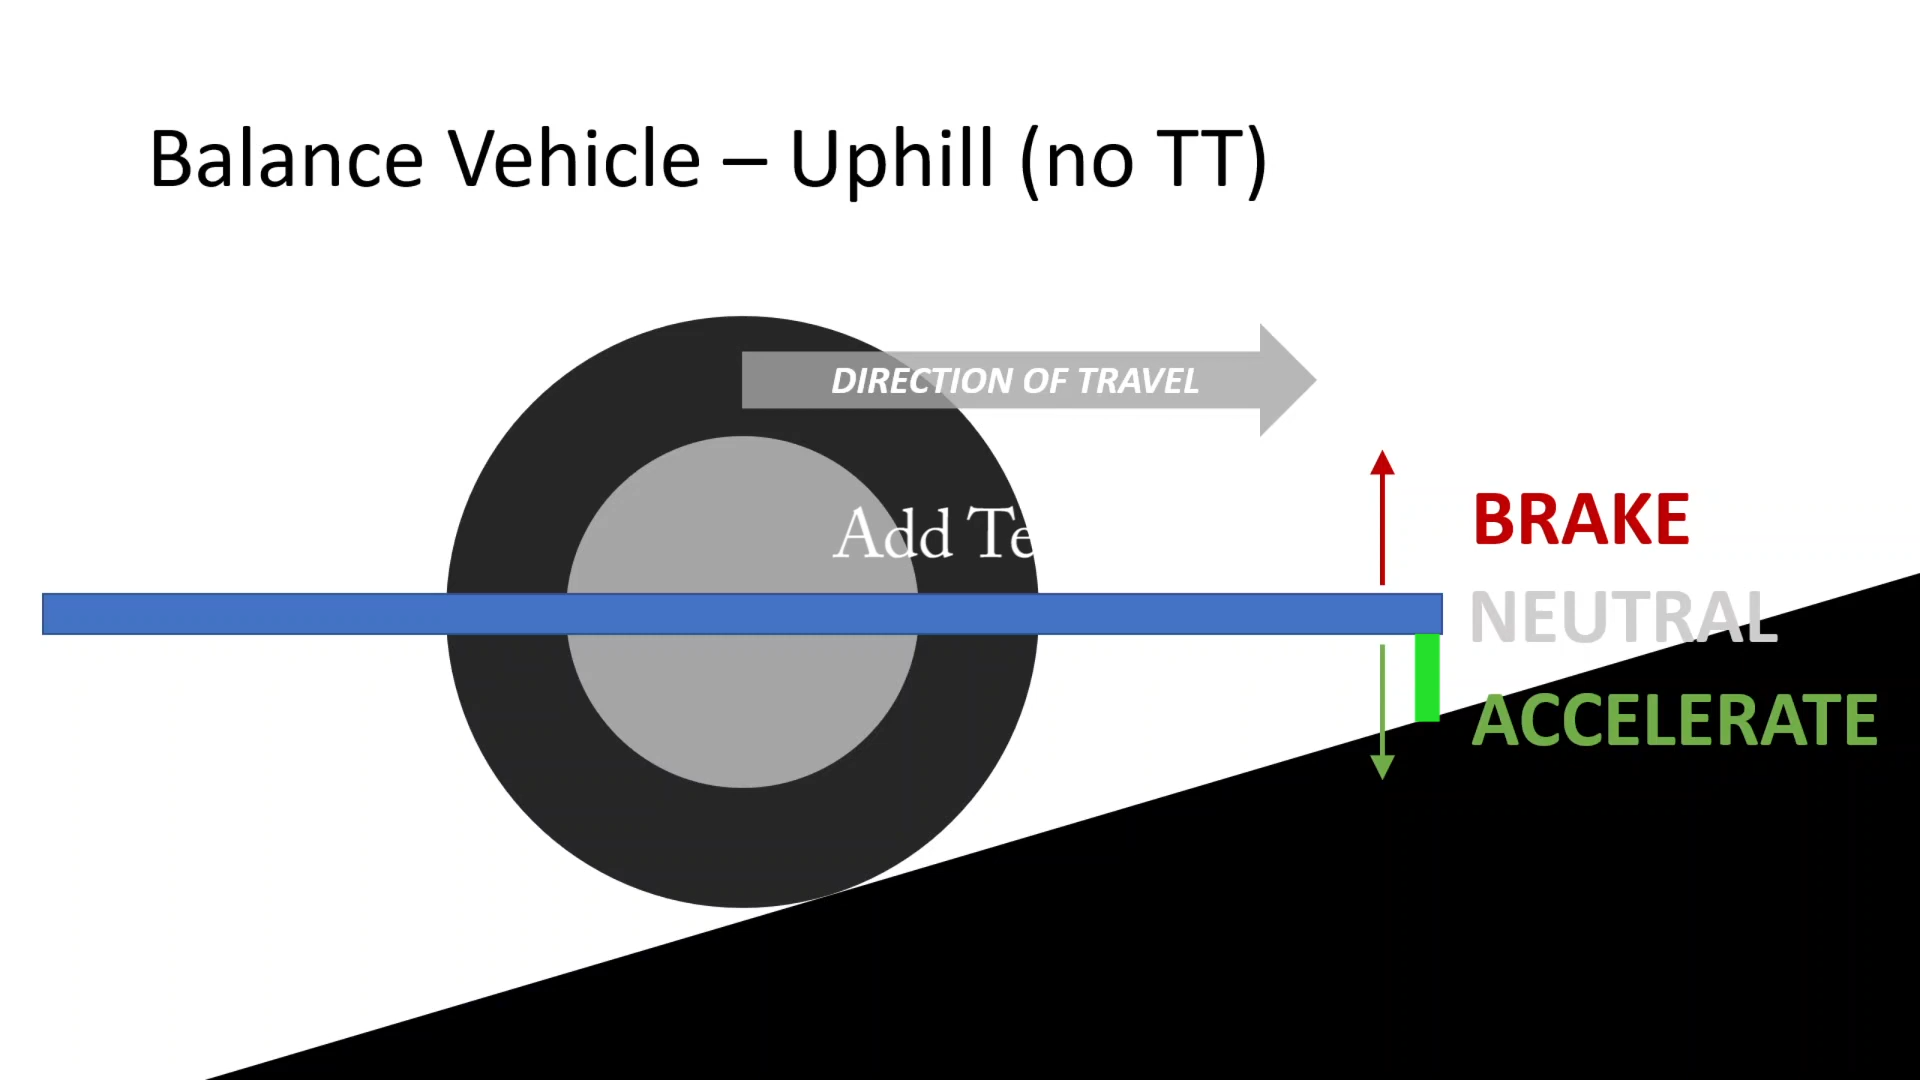 Balance Vehicle – Uphill (no TT)
DIRECTION OF TRAVEL
BRAKE
Add Te
NEUTRAL
ACCELERATE